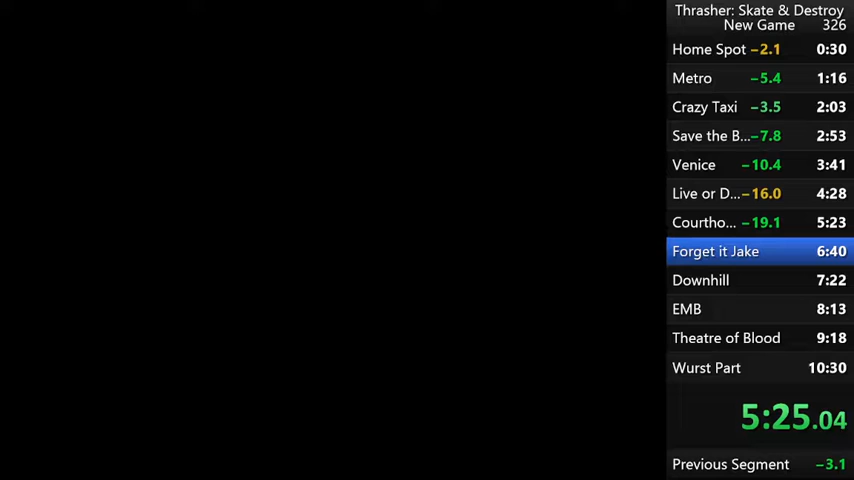 Thrasher: Skate & Destroy
New Game 326
Home Spot −2.1 0:30
Metro −5.4 1:16
Crazy Taxi −3.5 2:03
Save the B... −7.8 2:53
Venice −10.4 3:41
Live or D... −16.0 4:28
Courtho... −19.1 5:23
Forget it Jake 6:40
Downhill 7:22
EMB 8:13
Theatre of Blood 9:18
Wurst Part 10:30
5:25.04
Previous Segment −3.1